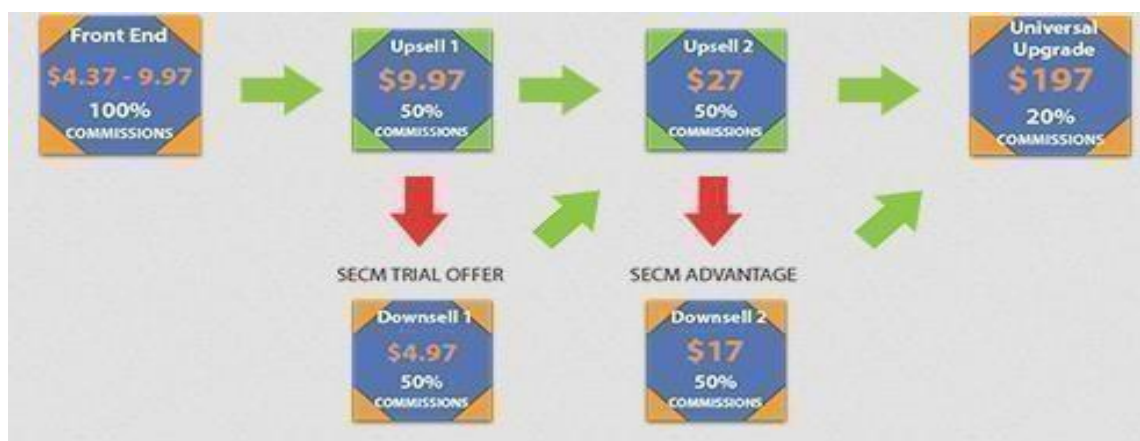 Front End
$4.37 - 9.97
100%
COMMISSIONS
Upsell 1
$9.97
50%
COMMISSIONS
Upsell 2
$27
50%
COMMISSIONS
Universal
Upgrade
$197
20%
COMMISSIONS
SECM TRIAL OFFER
Downsell 1
$4.97
50%
COMMISSIONS
SECM ADVANTAGE
Downsell 2
$17
50%
COMMISSIONS